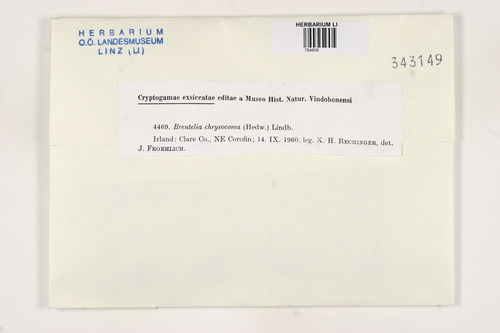 HERBARIUM
O.Ö. LANDESMUSEUM
LINZ (LI)
HERBARIUM LI
343149
Cryptogamae exsiccatae editae a Museo Hist. Natur. Vindobonensi
4469. Breutelia chrysocoma (Hedw.) Lindb.
Irland: Clare Co., NE Corofin; 14. IX. 1960, leg. K. H. RECHINGER, det.
J. FROEHLICH.